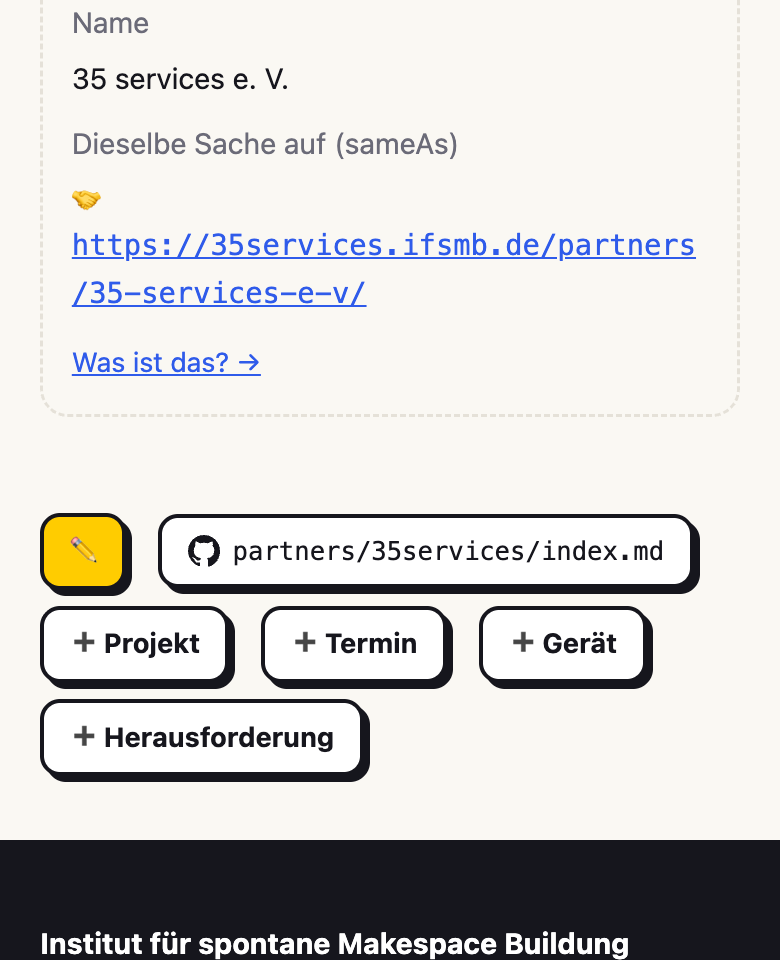 Name
35 services e. V.
Dieselbe Sache auf (sameAs)
🤝
https://35services.ifsmb.de/partners
/35-services-e-v/
Was ist das? →
✏️ partners/35services/index.md
➕ Projekt ➕ Termin ➕ Gerät
➕ Herausforderung
Institut für spontane Makespace Buildung